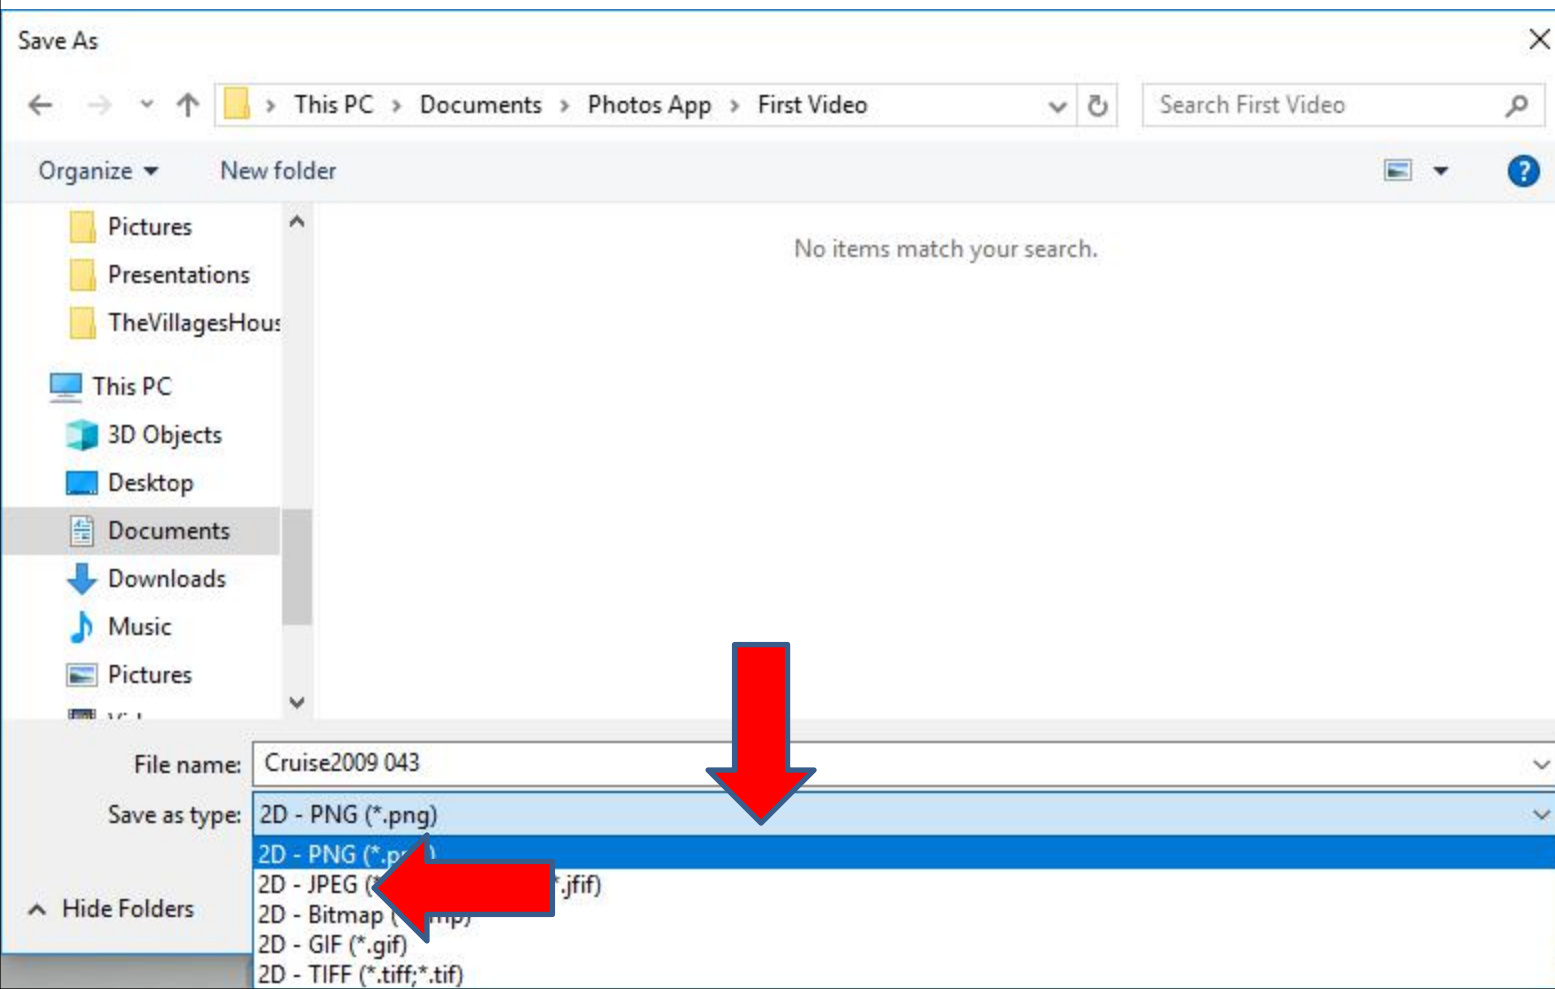 Save As
This PC > Documents > Photos App > First Video
Search First Video
Organize
New folder
?
Pictures
Presentations
TheVillagesHous
No items match your search.
This PC
3D Objects
Desktop
Documents
Downloads
Music
Pictures
File name: Cruise2009 043
Save as type: 2D - PNG (*.png)
2D - PNG
2D - JPEG (* *.jfif)
2D - Bitmap
2D - GIF (*.gif)
2D - TIFF (*.tiff;*.tif)
Hide Folders